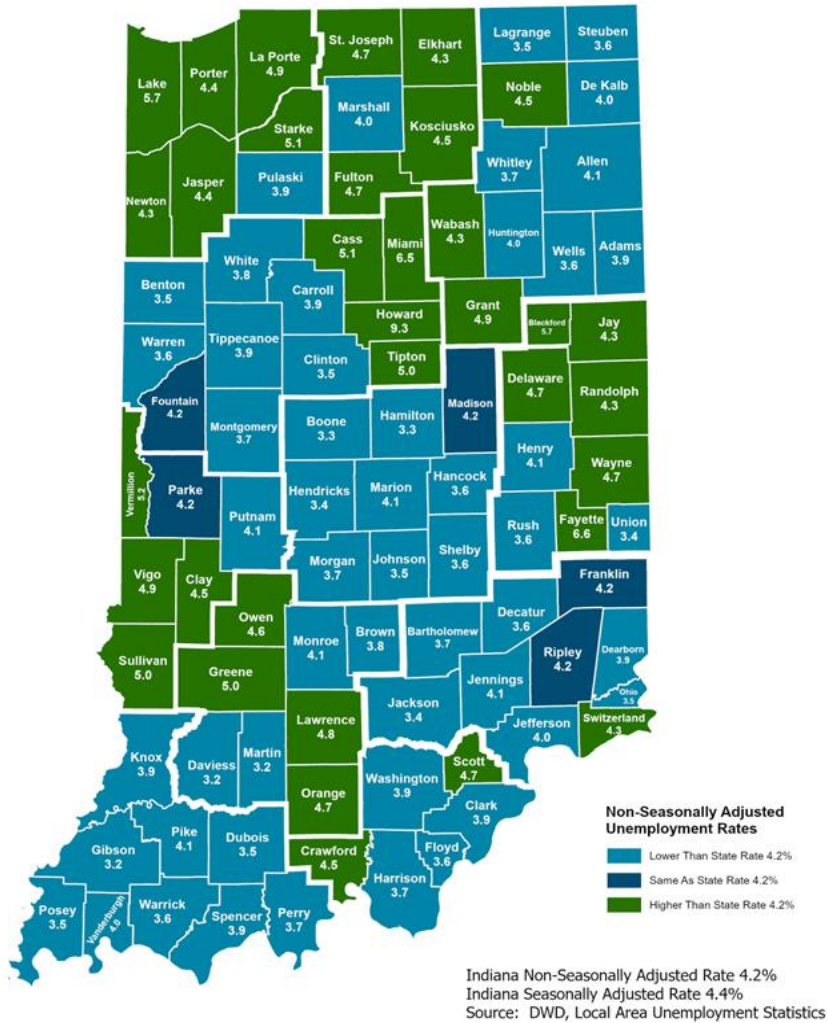 Lagrange
3.5
Steuben
3.6
St. Joseph
4.7
Elkhart
4.3
La Porte
4.9
Porter
4.4
Lake
5.7
Noble
4.5
De Kalb
4.0
Marshall
4.0
Starke
5.1
Kosciusko
4.5
Whitley
3.7
Allen
4.1
Newton
4.3
Jasper
4.4
Pulaski
3.9
Fulton
4.7
Wabash
4.3
Huntington
4.0
Wells
3.6
Adams
3.9
Cass
5.1
Miami
6.5
White
3.8
Carroll
3.9
Benton
3.5
Howard
9.3
Grant
4.9
Blackford
5.7
Jay
4.3
Warren
3.6
Tippecanoe
3.9
Clinton
3.5
Tipton
5.0
Delaware
4.7
Randolph
4.3
Fountain
4.2
Montgomery
3.7
Boone
3.3
Hamilton
3.3
Madison
4.2
Henry
4.1
Wayne
4.7
Vermillion
5.2
Parke
4.2
Putnam
4.1
Hendricks
3.4
Marion
4.1
Hancock
3.6
Rush
3.6
Fayette
6.6
Union
3.4
Vigo
4.9
Clay
4.5
Morgan
3.7
Johnson
3.5
Shelby
3.6
Franklin
4.2
Owen
4.6
Monroe
4.1
Brown
3.8
Bartholomew
3.7
Decatur
3.6
Ripley
4.2
Dearborn
3.9
Sullivan
5.0
Greene
5.0
Jackson
3.4
Jennings
4.1
Ohio
3.5
Jefferson
4.0
Switzerland
4.3
Knox
3.9
Daviess
3.2
Martin
3.2
Lawrence
4.8
Orange
4.7
Washington
3.9
Scott
4.7
Clark
3.9
Gibson
3.2
Pike
4.1
Dubois
3.5
Crawford
4.5
Floyd
3.6
Harrison
3.7
Posey
3.5
Vanderburgh
4.0
Warrick
3.6
Spencer
3.9
Perry
3.7
Non-Seasonally Adjusted
Unemployment Rates
Lower Than State Rate 4.2%
Same As State Rate 4.2%
Higher Than State Rate 4.2%
Indiana Non-Seasonally Adjusted Rate 4.2%
Indiana Seasonally Adjusted Rate 4.4%
Source: DWD, Local Area Unemployment Statistics